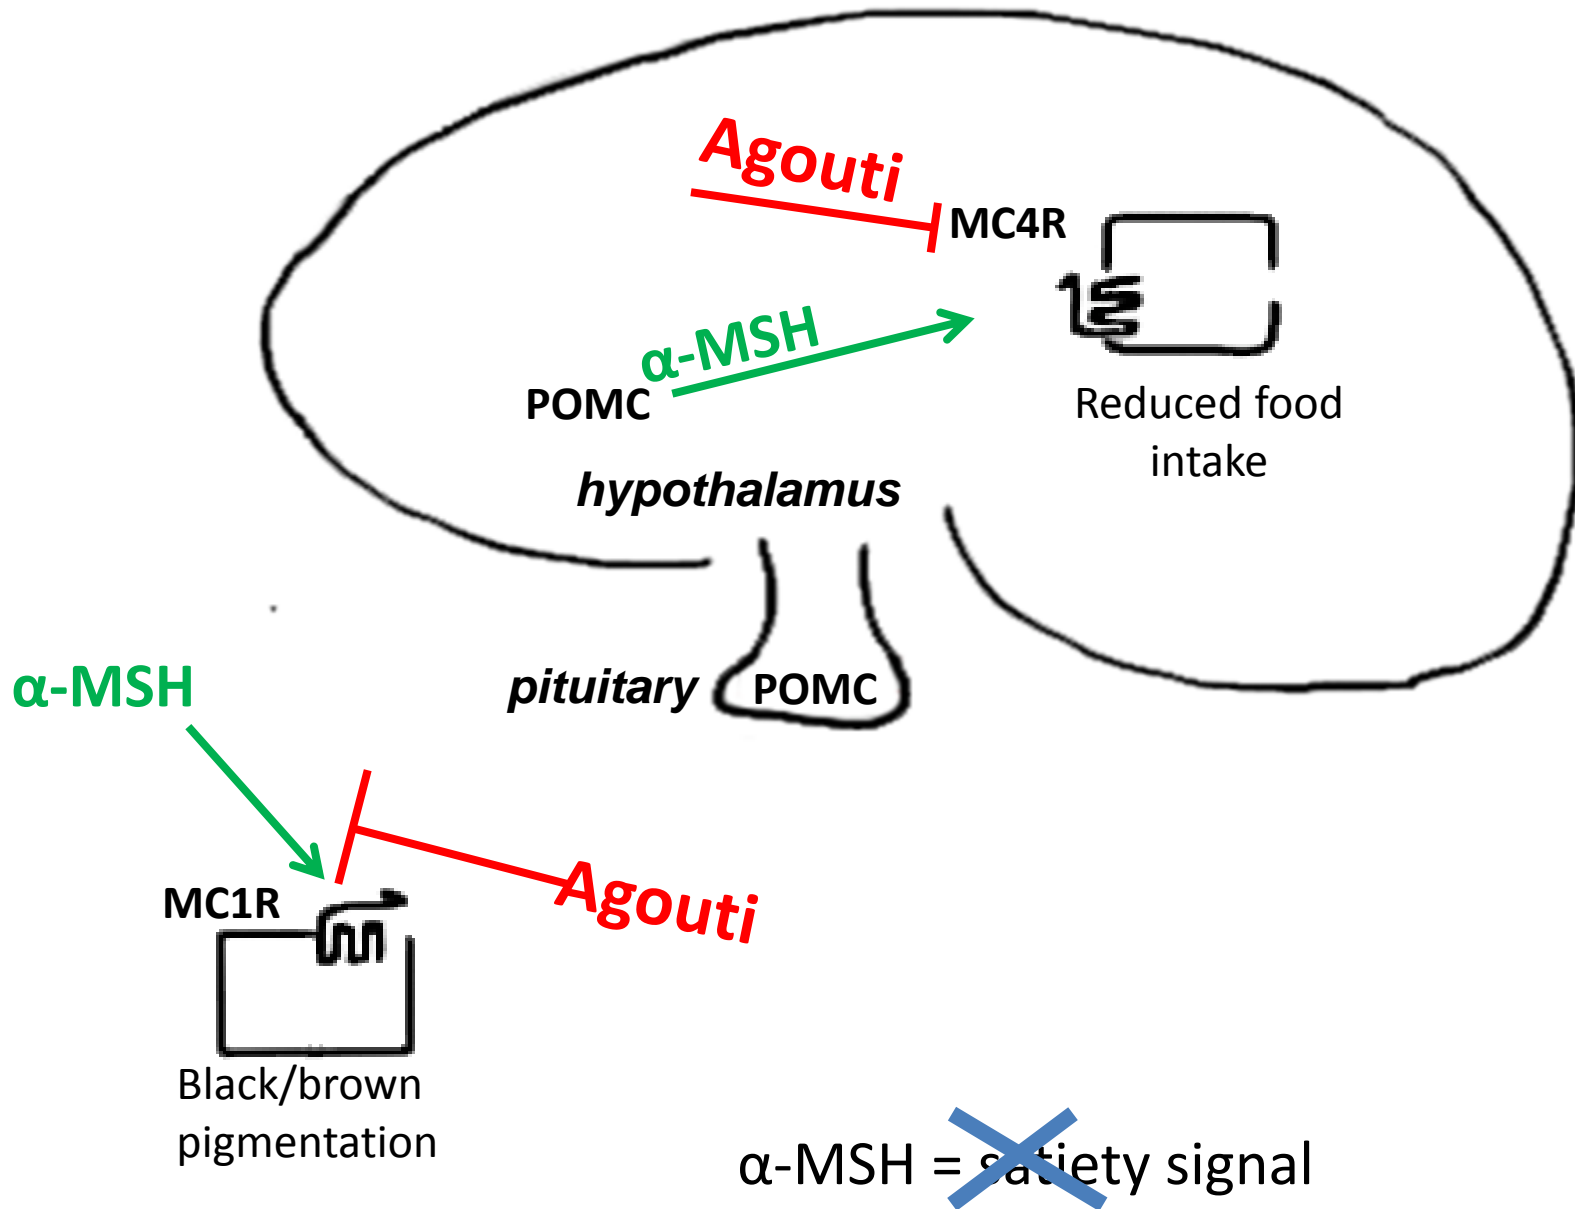 Agouti
MC4R
α-MSH
POMC
Reduced food
intake
hypothalamus
α-MSH
pituitary
POMC
Agouti
MC1R
Black/brown
pigmentation
α-MSH = satiety signal